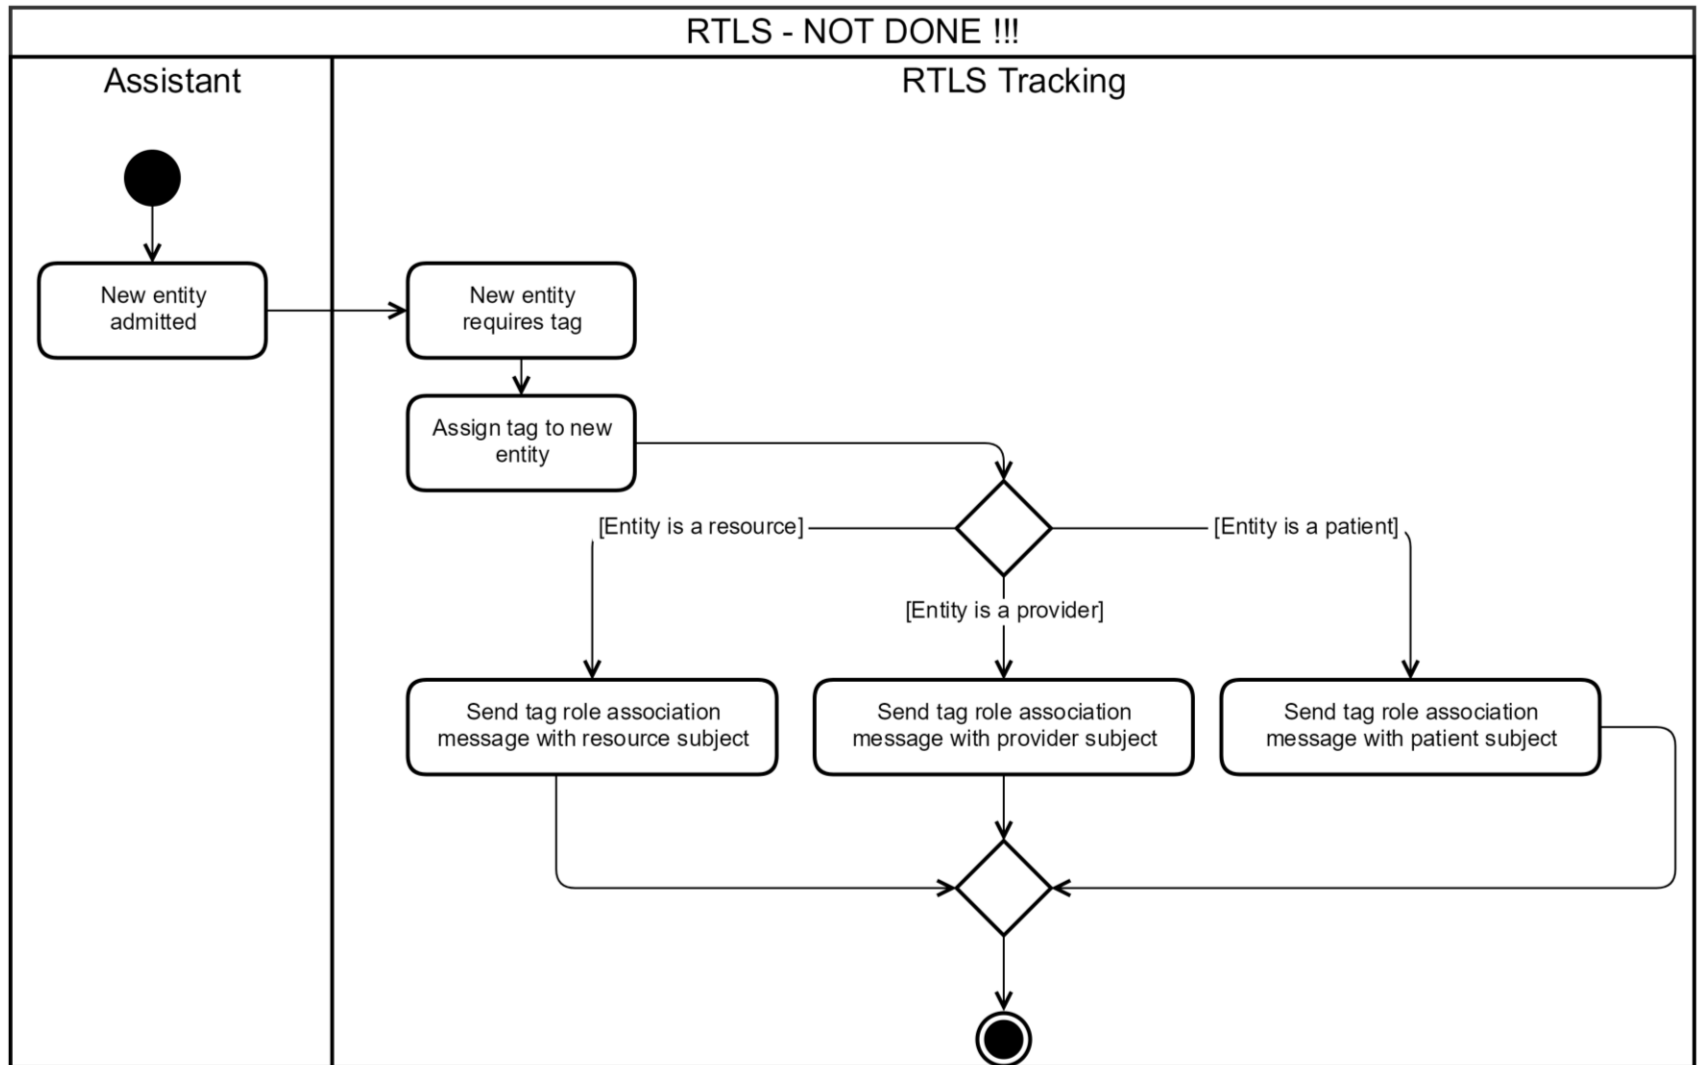 RTLS - NOT DONE !!!
Assistant
RTLS Tracking
New entity
admitted
New entity
requires tag
Assign tag to new
entity
[Entity is a resource]
[Entity is a patient]
[Entity is a provider]
Send tag role association
message with resource subject
Send tag role association
message with provider subject
Send tag role association
message with patient subject